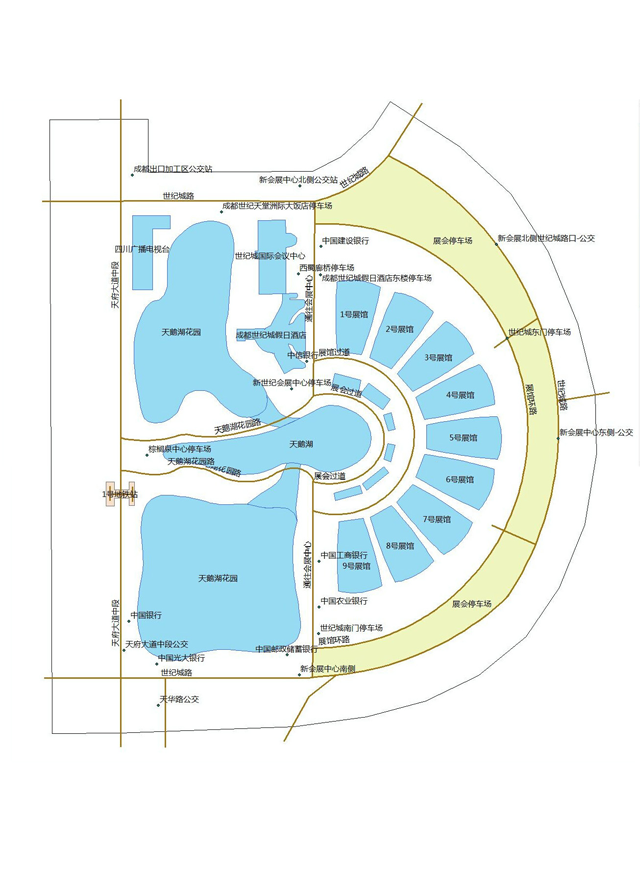 成都出口加工区公交站
新会展中心北侧公交站
世纪城路
世纪城路
成都世纪天堂洲际大饭店停车场
中国建设银行
展会停车场
新会展北侧世纪城路口-公交
四川广播电视台
世纪城国际会议中心
西蜀廊桥停车场
成都世纪城假日酒店东楼停车场
天府大道中段
通往会展中心
1号展馆
2号展馆
天鹅湖花园
成都世纪城假日酒店
世纪城东门停车场
中信银行
展馆过道
3号展馆
新世纪会展中心停车场
展会过道
4号展馆
展馆环路
世纪城路
天鹅湖花园路
天鹅湖
5号展馆
新会展中心东侧-公交
棕榈泉中心停车场
天鹅湖花园路
花园路
展会过道
6号展馆
1号地铁站
7号展馆
8号展馆
天鹅湖花园
通往会展中心
中国工商银行
9号展馆
中国农业银行
展会停车场
天府大道中段
中国银行
世纪城南门停车场
展馆环路
天府大道中段公交
中国邮政储蓄银行
中国光大银行
世纪城路
新会展中心南侧
天华路公交